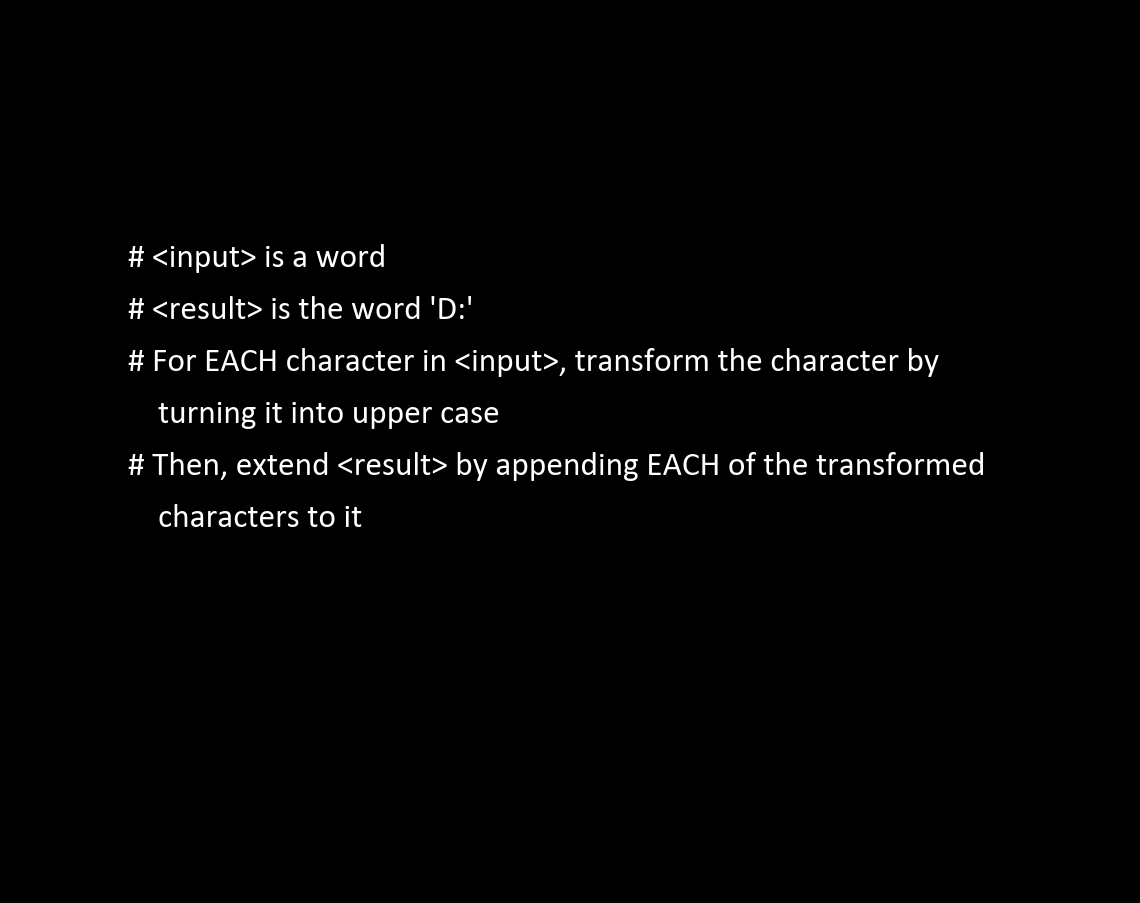 # <input> is a word
# <result> is the word 'D:'
# For EACH character in <input>, transform the character by
turning it into upper case
# Then, extend <result> by appending EACH of the transformed
characters to it